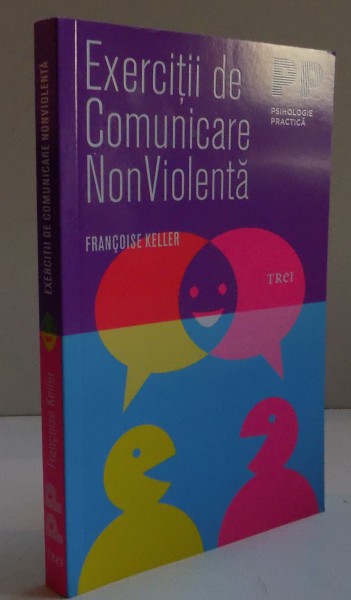 Exerciții de
Comunicare
NonViolentă
FRANÇOISE KELLER
PP
PSIHOLOGIE
PRACTICĂ
TREI
EXERCIȚII DE COMUNICARE NONVIOLENTĂ
Françoise Keller
PP
TREI